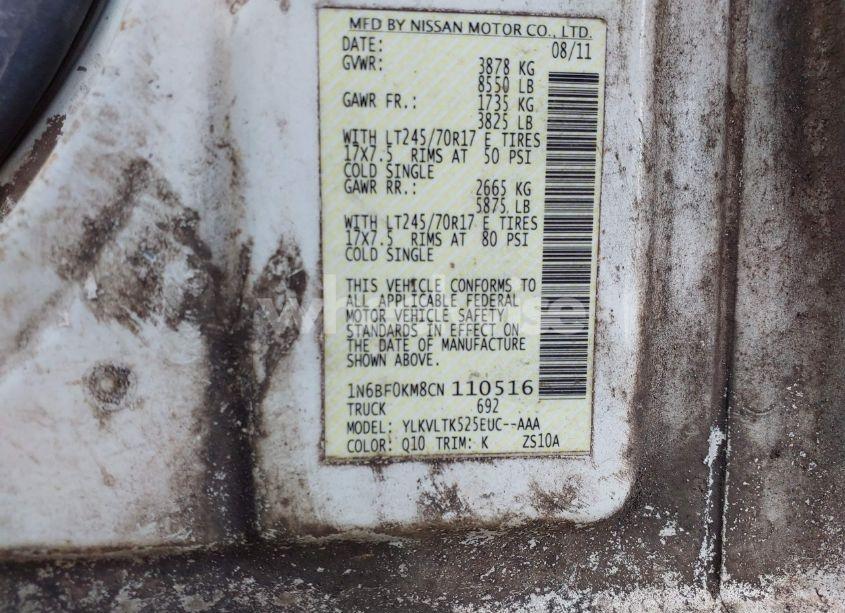 MFD BY NISSAN MOTOR CO., LTD.
DATE: 08/11
GVWR: 3878 KG
8550 LB
GAWR FR.: 1735 KG
3825 LB
WITH LT245/70R17 E TIRES
17X7.5 RIMS AT 50 PSI
COLD SINGLE
GAWR RR.: 2665 KG
5875 LB
WITH LT245/70R17 E TIRES
17X7.5 RIMS AT 80 PSI
COLD SINGLE
THIS VEHICLE CONFORMS TO
ALL APPLICABLE FEDERAL
MOTOR VEHICLE SAFETY
STANDARDS IN EFFECT ON
THE DATE OF MANUFACTURE
SHOWN ABOVE.
1N6BF0KM8CN 110516
TRUCK 692
MODEL: YLKVLTK525EUC--AAA
COLOR: Q10 TRIM: K ZS10A